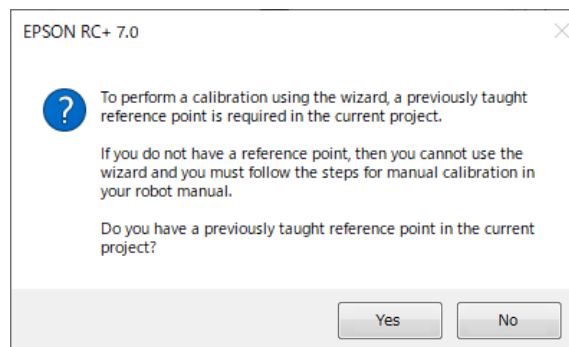 EPSON RC+ 7.0
To perform a calibration using the wizard, a previously taught
reference point is required in the current project.
If you do not have a reference point, then you cannot use the
wizard and you must follow the steps for manual calibration in
your robot manual.
Do you have a previously taught reference point in the current
project?
Yes
No